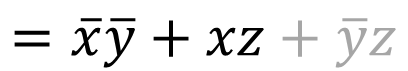 = x̄ȳ + xz + ȳz